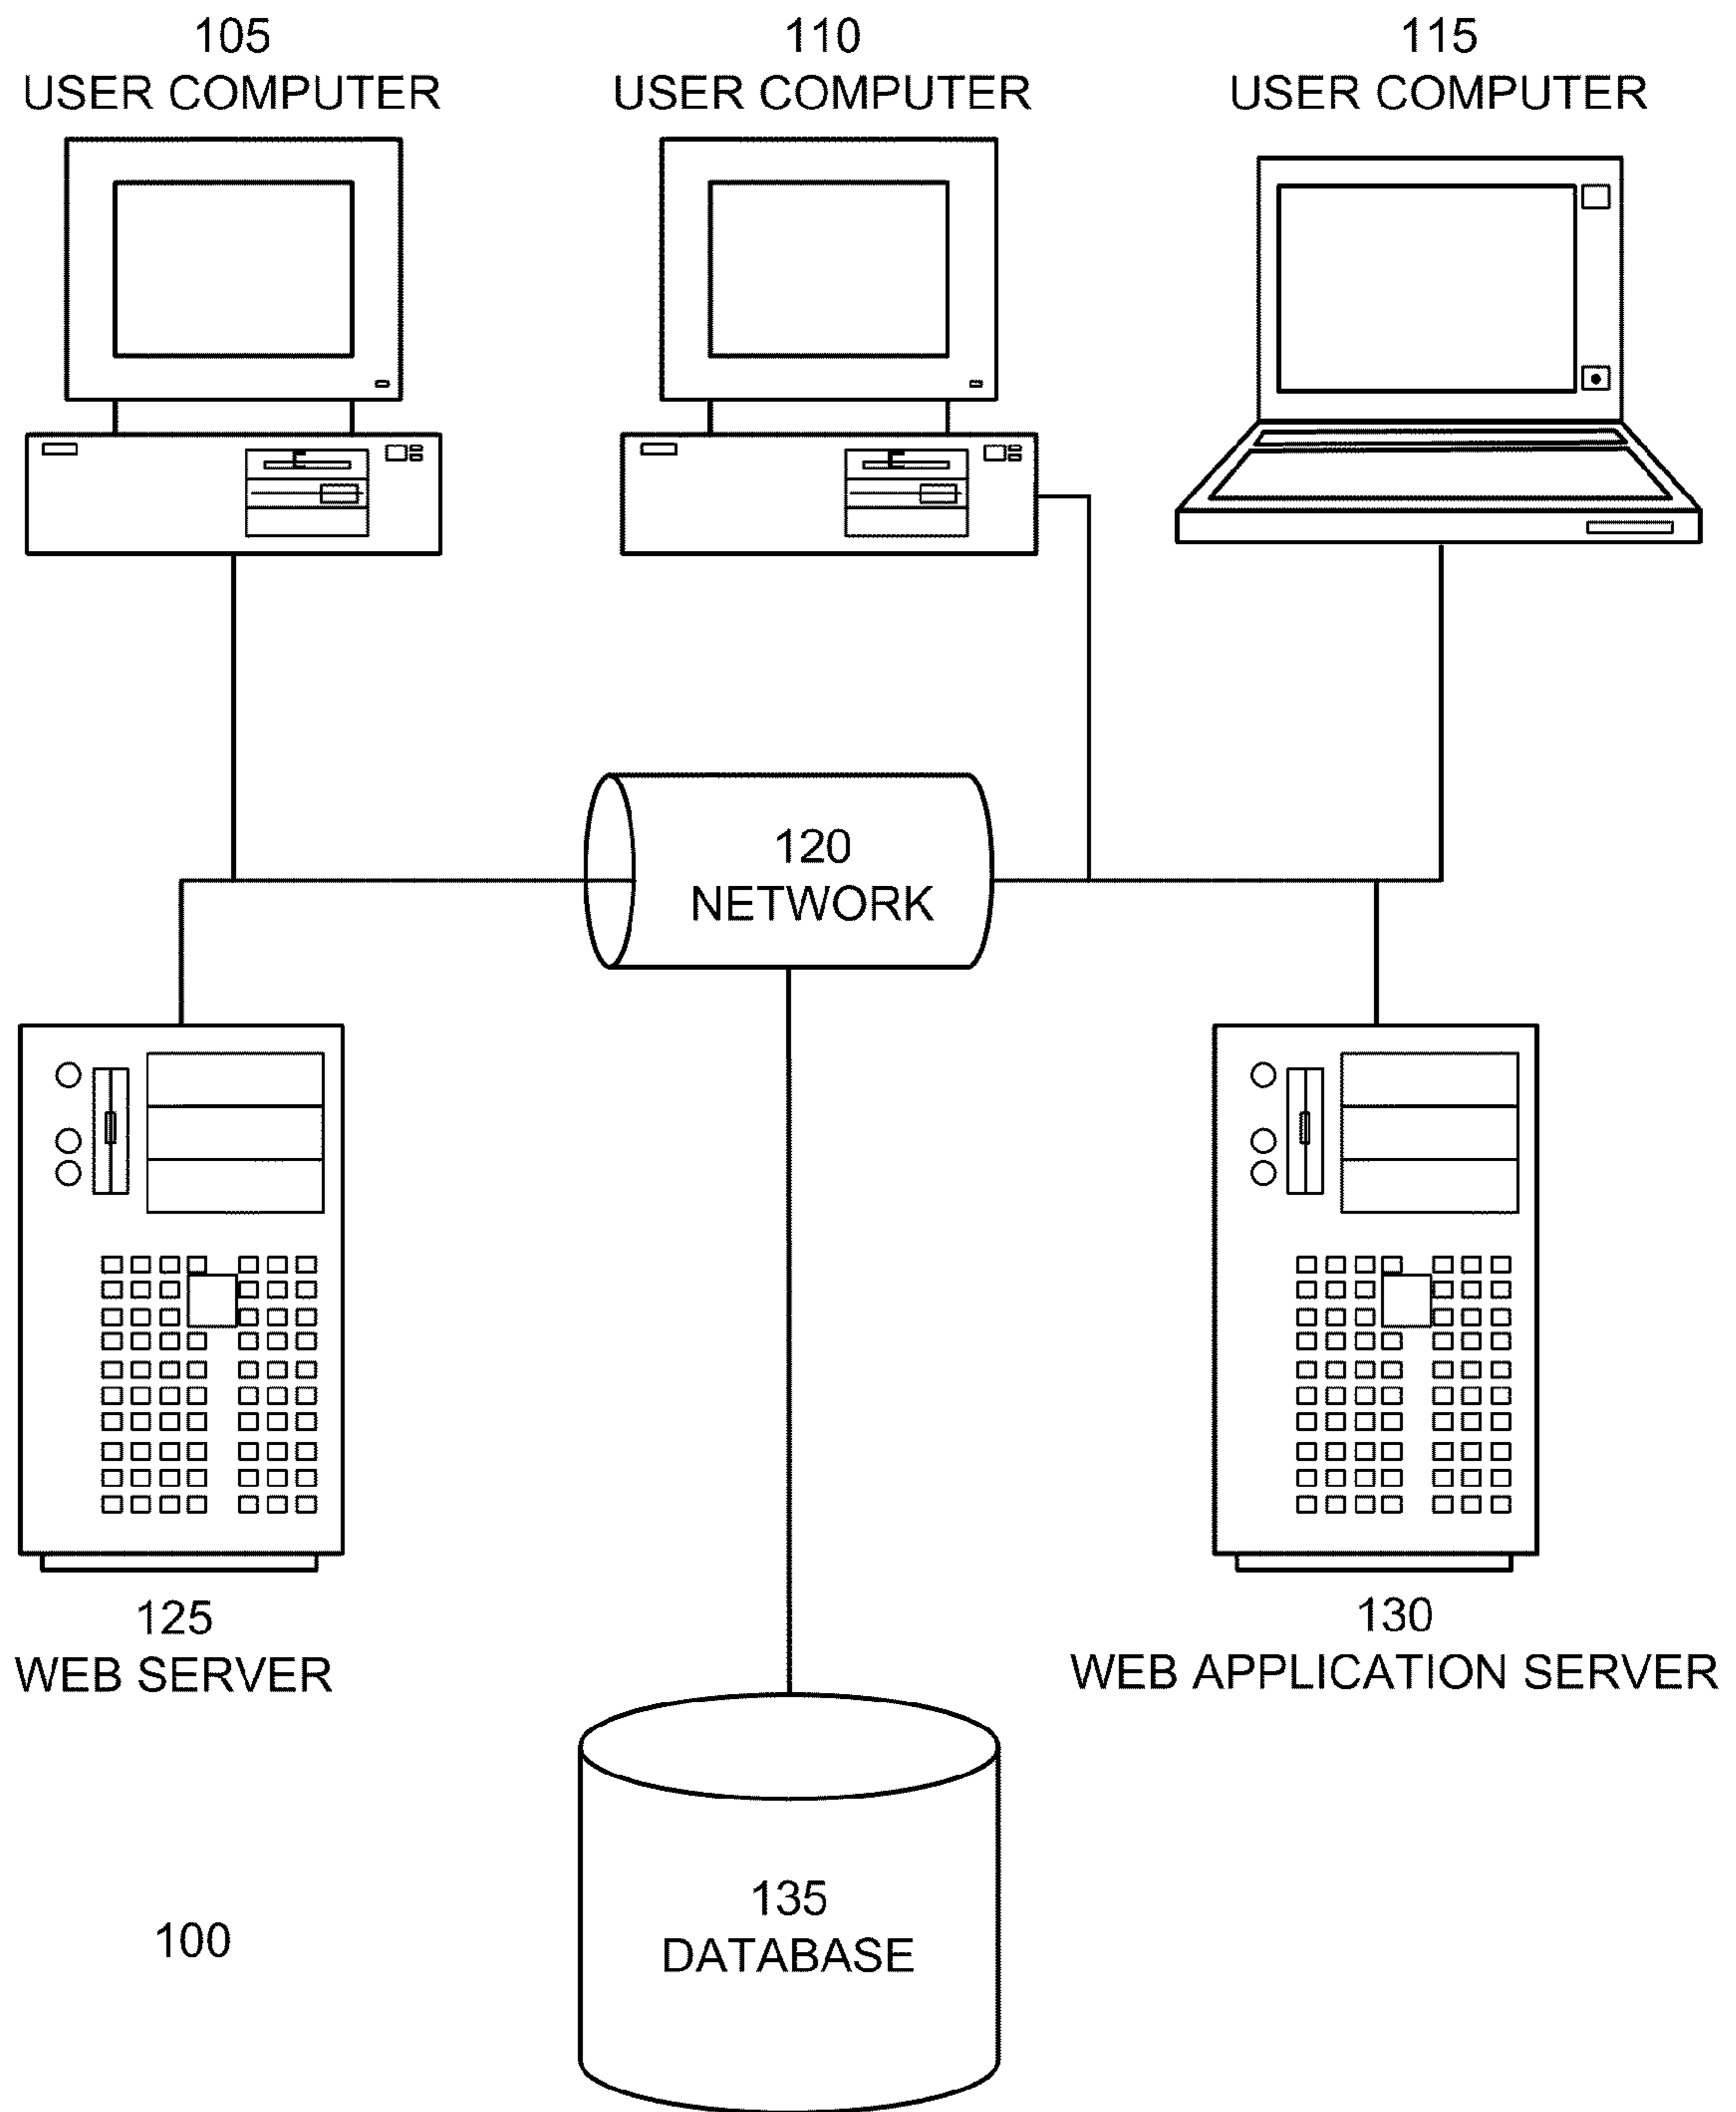 105
USER COMPUTER
110
USER COMPUTER
115
USER COMPUTER
120
NETWORK
125
WEB SERVER
130
WEB APPLICATION SERVER
135
DATABASE
100